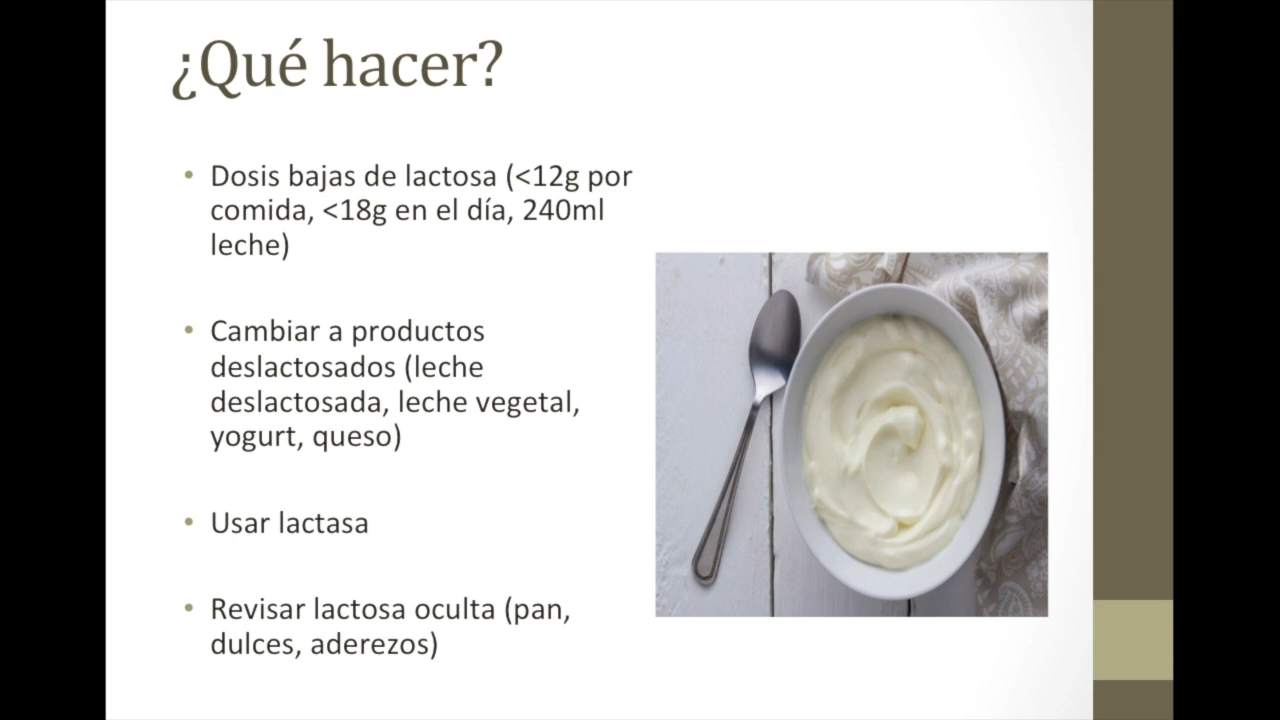 ¿Qué hacer?
• Dosis bajas de lactosa (<12g por
comida, <18g en el día, 240ml
leche)
• Cambiar a productos
deslactosados (leche
deslactosada, leche vegetal,
yogurt, queso)
• Usar lactasa
• Revisar lactosa oculta (pan,
dulces, aderezos)